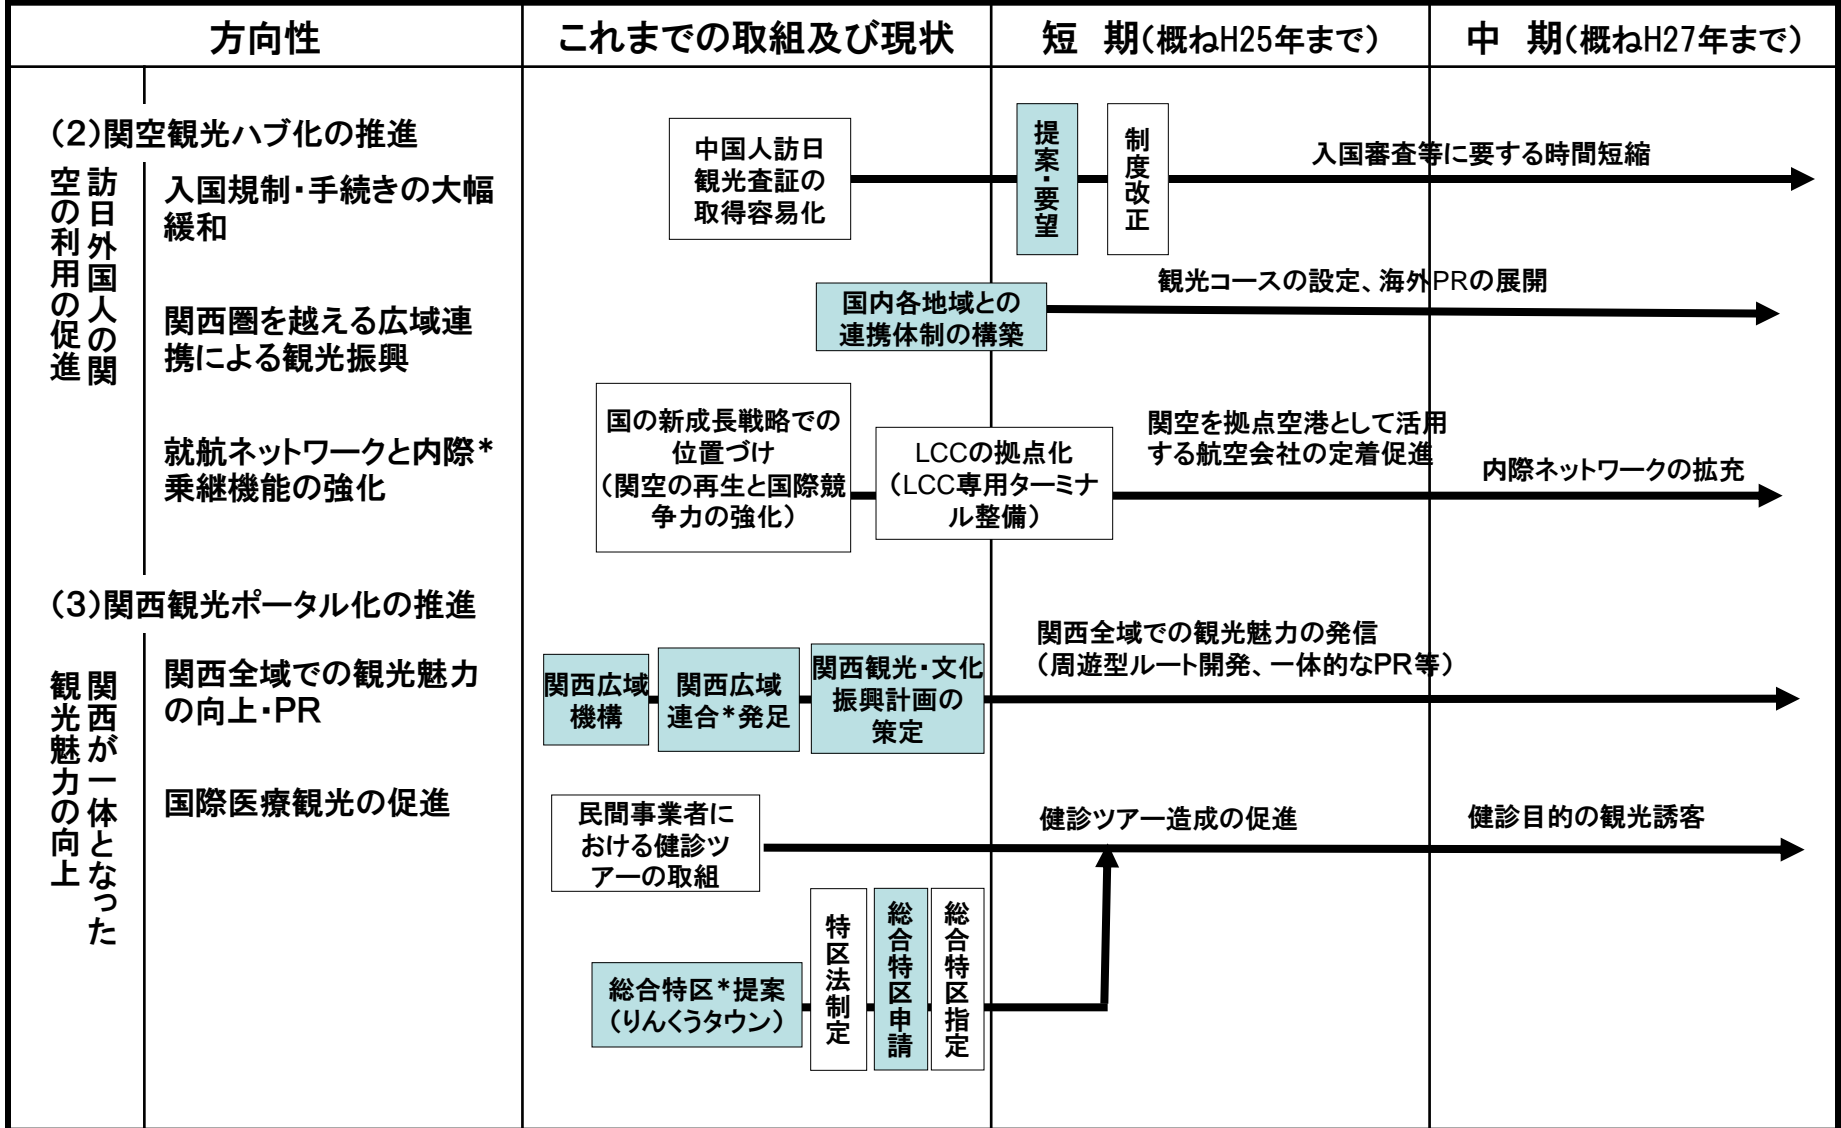 方向性
これまでの取組及び現状
短　期(概ねH25年まで)
中　期(概ねH27年まで)
(2)関空観光ハブ化の推進
訪日外国人の関
空の利用の促進
入国規制・手続きの大幅
緩和
中国人訪日
観光査証の
取得容易化
提案・要望
制度改正
入国審査等に要する時間短縮
関西圏を越える広域連
携による観光振興
国内各地域との
連携体制の構築
観光コースの設定、海外PRの展開
就航ネットワークと内際*
乗継機能の強化
国の新成長戦略での
位置づけ
(関空の再生と国際競
争力の強化)
LCCの拠点化
(LCC専用ターミナ
ル整備)
関空を拠点空港として活用
する航空会社の定着促進
内際ネットワークの拡充
(3)関西観光ポータル化の推進
関西が一体となった
観光魅力の向上
関西全域での観光魅力
の向上・PR
関西広域
機構
関西広域
連合*発足
関西観光・文化
振興計画の
策定
関西全域での観光魅力の発信
(周遊型ルート開発、一体的なPR等)
国際医療観光の促進
民間事業者に
おける健診ツ
アーの取組
健診ツアー造成の促進
健診目的の観光誘客
総合特区*提案
(りんくうタウン)
特区法制定
総合特区申請
総合特区指定